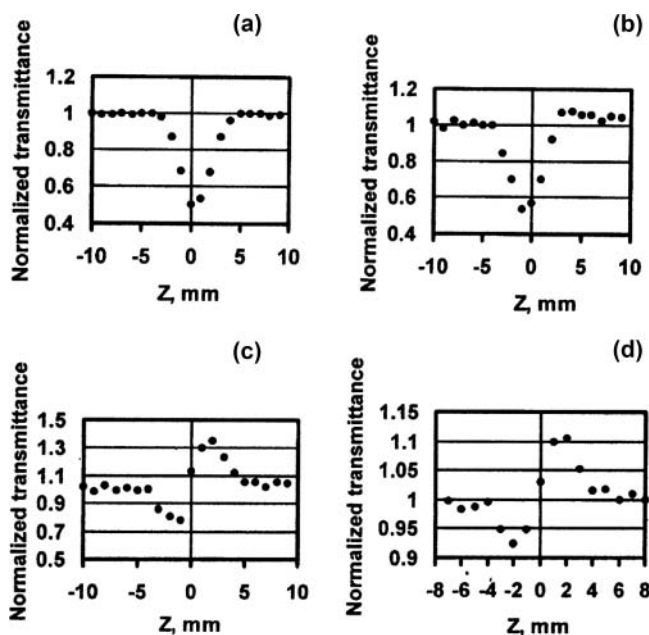 (a)
Normalized transmittance
1.2
1
0.8
0.6
0.4
-10 -5 0 5 10
Z, mm
(b)
Normalized transmittance
1.2
1
0.8
0.6
0.4
-10 -5 0 5 10
Z, mm
(c)
Normalized transmittance
1.5
1.3
1.1
0.9
0.7
0.5
-10 -5 0 5 10
Z, mm
(d)
Normalized transmittance
1.15
1.1
1.05
1
0.95
0.9
-8 -6 -4 -2 0 2 4 6 8
Z, mm